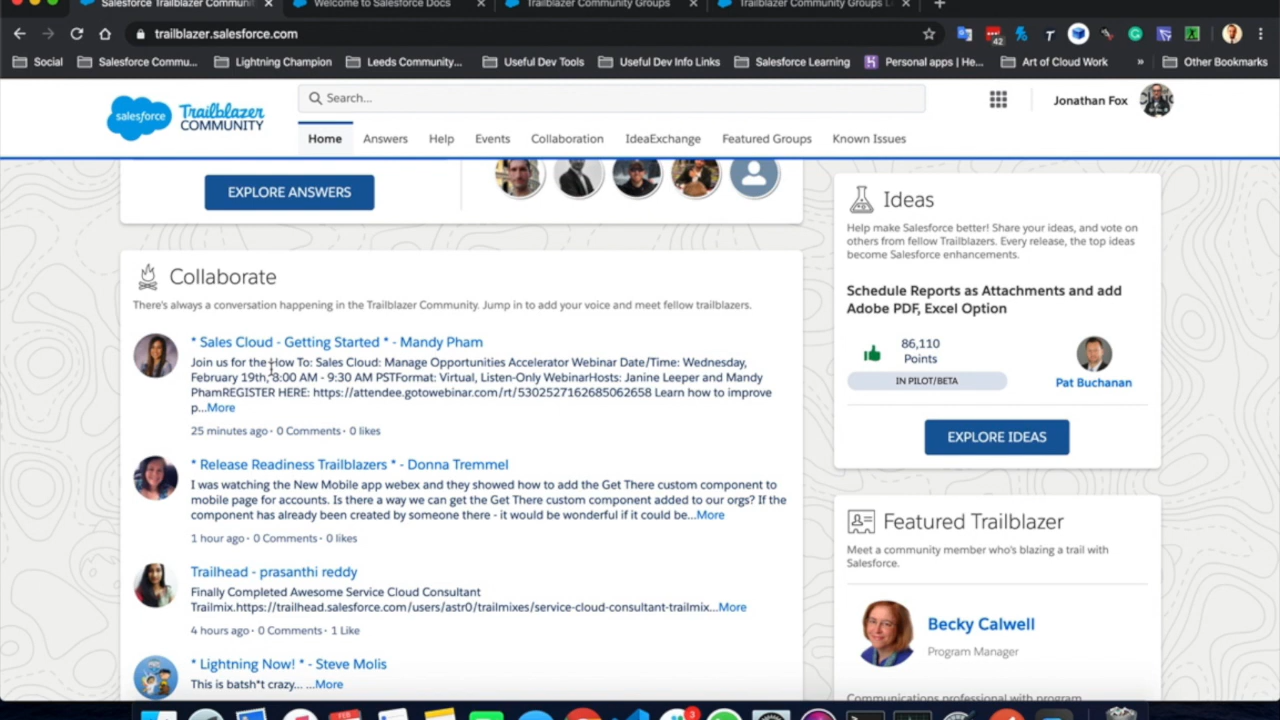 Salesforce Trailblazer Communit
Welcome to Salesforce Docs
Trailblazer Community Groups
Trailblazer Community Groups L
trailblazer.salesforce.com
42
Social
Salesforce Commu...
Lightning Champion
Leeds Community...
Useful Dev Tools
Useful Dev Info Links
Salesforce Learning
Personal apps | He...
Art of Cloud Work
»
Other Bookmarks
salesforce
Trailblazer
COMMUNITY
Search...
Jonathan Fox
Home
Answers
Help
Events
Collaboration
IdeaExchange
Featured Groups
Known Issues
EXPLORE ANSWERS
Collaborate
There's always a conversation happening in the Trailblazer Community. Jump in to add your voice and meet fellow trailblazers.
* Sales Cloud - Getting Started * - Mandy Pham
Join us for the How To: Sales Cloud: Manage Opportunities Accelerator Webinar Date/Time: Wednesday,
February 19th, 8:00 AM - 9:30 AM PSTFormat: Virtual, Listen-Only WebinarHosts: Janine Leeper and Mandy
PhamREGISTER HERE: https://attendee.gotowebinar.com/rt/5302527162685062658 Learn how to improve
p...More
25 minutes ago · 0 Comments · 0 likes
* Release Readiness Trailblazers * - Donna Tremmel
I was watching the New Mobile app webex and they showed how to add the Get There custom component to
mobile page for accounts. Is there a way we can get the Get There custom component added to our orgs? If the
component has already been created by someone there - it would be wonderful if it could be...More
1 hour ago · 0 Comments · 0 likes
Trailhead - prasanthi reddy
Finally Completed Awesome Service Cloud Consultant
Trailmix.https://trailhead.salesforce.com/users/astr0/trailmixes/service-cloud-consultant-trailmix...More
4 hours ago · 0 Comments · 1 Like
* Lightning Now! * - Steve Molis
This is batsh*t crazy... ...More
Ideas
Help make Salesforce better! Share your ideas, and vote on
others from fellow Trailblazers. Every release, the top ideas
become Salesforce enhancements.
Schedule Reports as Attachments and add
Adobe PDF, Excel Option
86,110
Points
IN PILOT/BETA
Pat Buchanan
EXPLORE IDEAS
Featured Trailblazer
Meet a community member who's blazing a trail with
Salesforce.
Becky Calwell
Program Manager
Communications professional with program
FEB
3